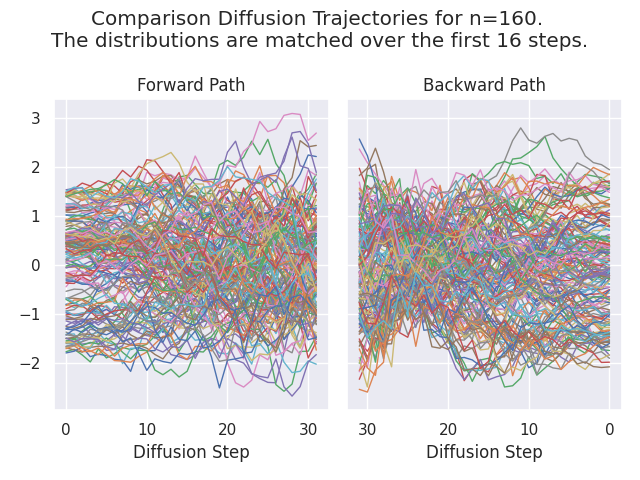 Comparison Diffusion Trajectories for n=160.
The distributions are matched over the first 16 steps.
Forward Path
Backward Path
3
2
1
0
−1
−2
0 10 20 30
30 20 10 0
Diffusion Step
Diffusion Step